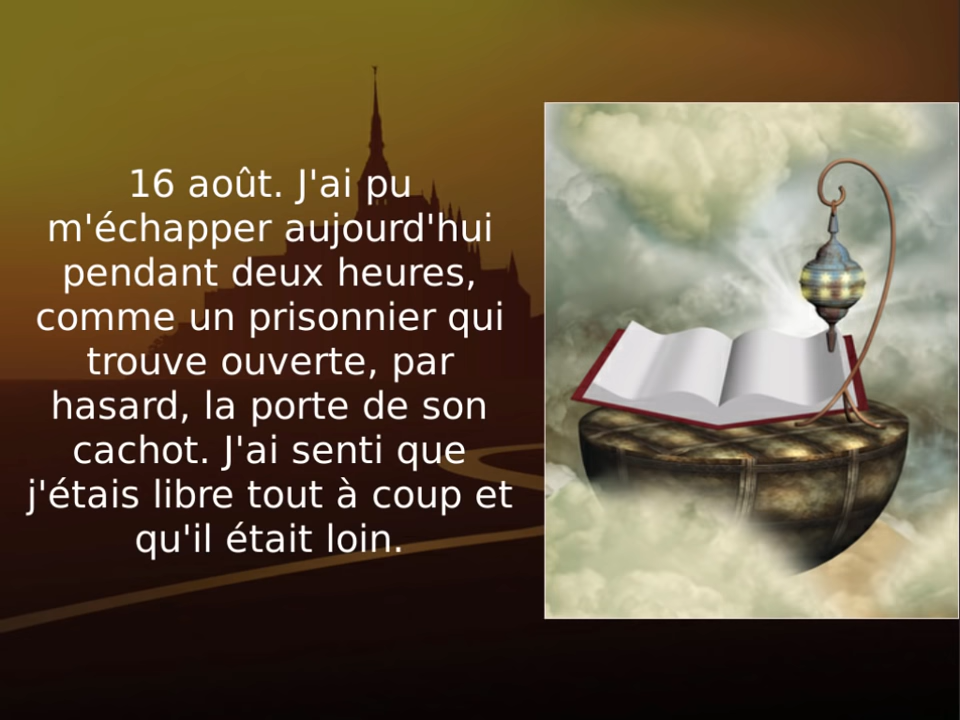 16 août. J'ai pu
m'échapper aujourd'hui
pendant deux heures,
comme un prisonnier qui
trouve ouverte, par
hasard, la porte de son
cachot. J'ai senti que
j'étais libre tout à coup et
qu'il était loin.